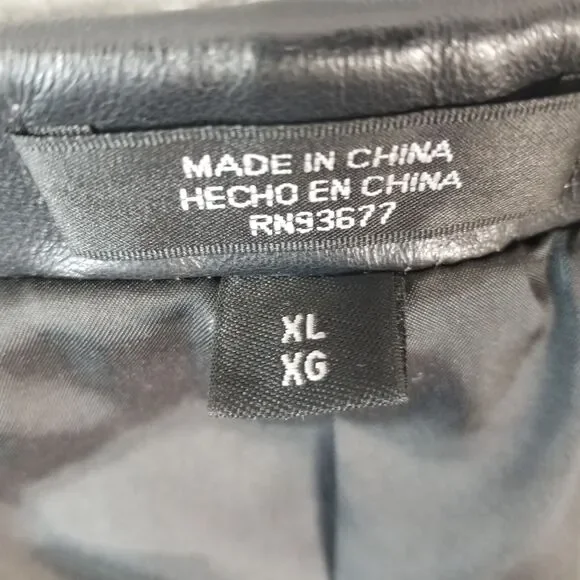 MADE IN CHINA
HECHO EN CHINA
RN93677
XL
XG